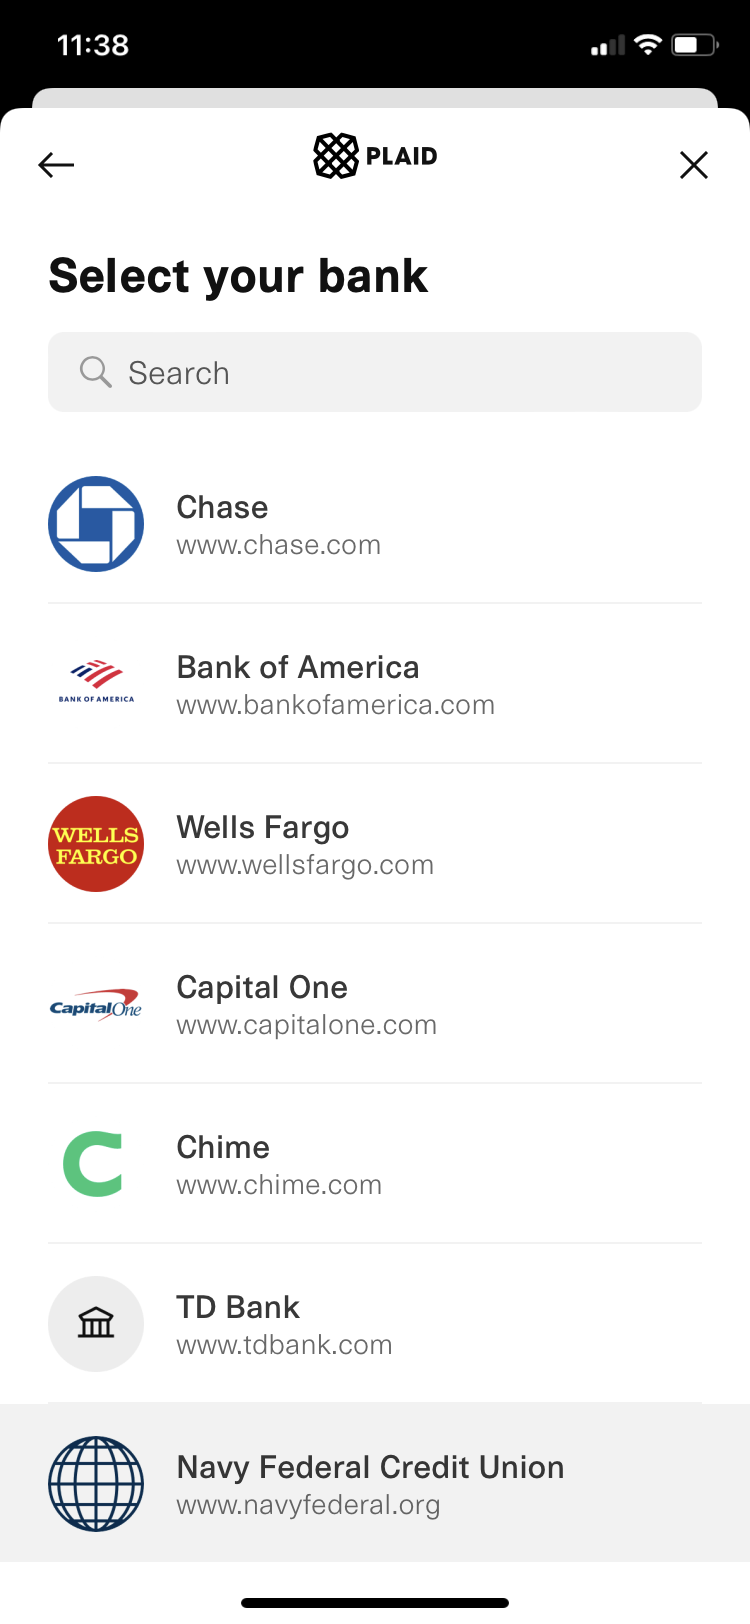 11:38
PLAID
Select your bank
Search
Chase
www.chase.com
Bank of America
www.bankofamerica.com
BANK OF AMERICA
WELLS
FARGO
Wells Fargo
www.wellsfargo.com
Capital One
www.capitalone.com
CapitalOne
Chime
www.chime.com
C
TD Bank
www.tdbank.com
Navy Federal Credit Union
www.navyfederal.org